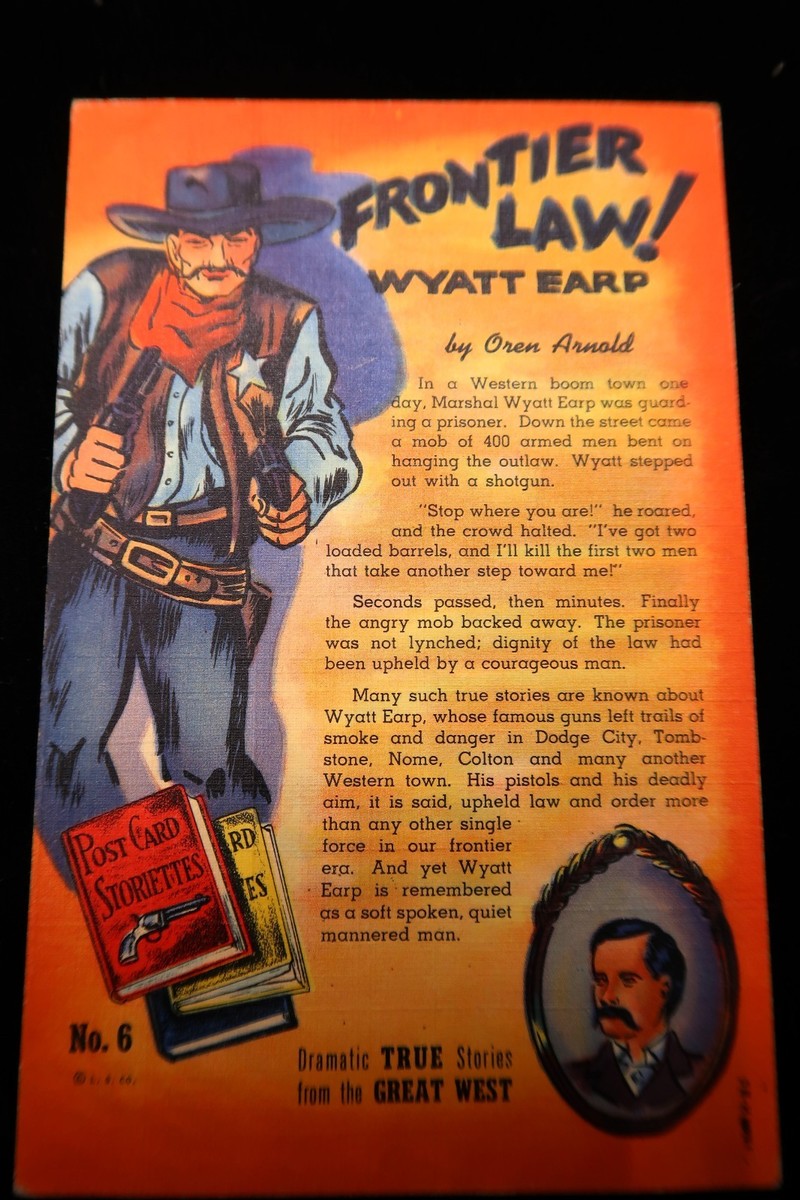 FRONTIER
LAW!
WYATT EARP
by Oren Arnold
In a Western boom town one
day, Marshal Wyatt Earp was guard-
ing a prisoner. Down the street came
a mob of 400 armed men bent on
hanging the outlaw. Wyatt stepped
out with a shotgun.
"Stop where you are!" he roared,
and the crowd halted. "I've got two
loaded barrels, and I'll kill the first two men
that take another step toward me!"
Seconds passed, then minutes. Finally
the angry mob backed away. The prisoner
was not lynched; dignity of the law had
been upheld by a courageous man.
Many such true stories are known about
Wyatt Earp, whose famous guns left trails of
smoke and danger in Dodge City, Tomb-
stone, Nome, Colton and many another
Western town. His pistols and his deadly
aim, it is said, upheld law and order more
than any other single
force in our frontier
era. And yet Wyatt
Earp is remembered
as a soft spoken, quiet
mannered man.
POST CARD
STORIETTES
RD
ES
No. 6
Dramatic TRUE Stories
from the GREAT WEST